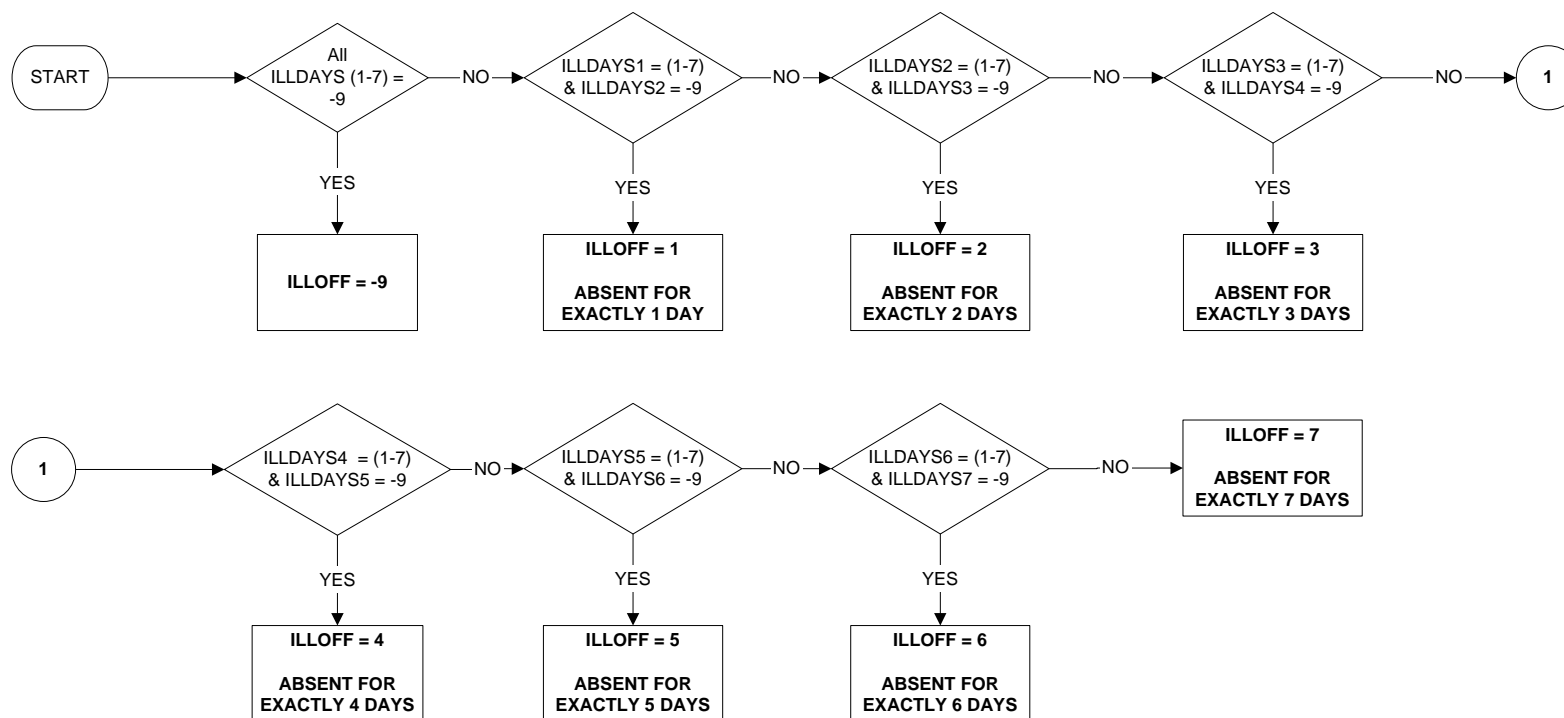 START
All
ILLDAYS (1-7) =
-9
NO
ILLDAYS1 = (1-7)
& ILLDAYS2 = -9
NO
ILLDAYS2 = (1-7)
& ILLDAYS3 = -9
NO
ILLDAYS3 = (1-7)
& ILLDAYS4 = -9
NO
1
YES
YES
YES
YES
ILLOFF = -9
ILLOFF = 1
ABSENT FOR
EXACTLY 1 DAY
ILLOFF = 2
ABSENT FOR
EXACTLY 2 DAYS
ILLOFF = 3
ABSENT FOR
EXACTLY 3 DAYS
1
ILLDAYS4 = (1-7)
& ILLDAYS5 = -9
NO
ILLDAYS5 = (1-7)
& ILLDAYS6 = -9
NO
ILLDAYS6 = (1-7)
& ILLDAYS7 = -9
NO
ILLOFF = 7
ABSENT FOR
EXACTLY 7 DAYS
YES
YES
YES
ILLOFF = 4
ABSENT FOR
EXACTLY 4 DAYS
ILLOFF = 5
ABSENT FOR
EXACTLY 5 DAYS
ILLOFF = 6
ABSENT FOR
EXACTLY 6 DAYS